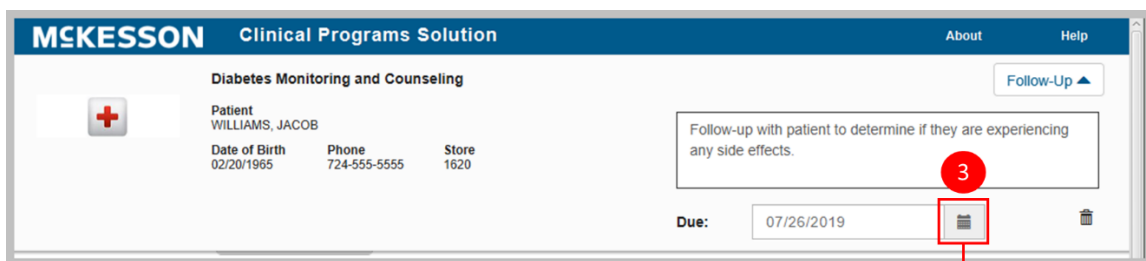 MCKESSON Clinical Programs Solution About Help
Diabetes Monitoring and Counseling
Follow-Up
Patient
WILLIAMS, JACOB
Date of Birth Phone Store
02/20/1965 724-555-5555 1620
Follow-up with patient to determine if they are experiencing
any side effects.
3
Due: 07/26/2019